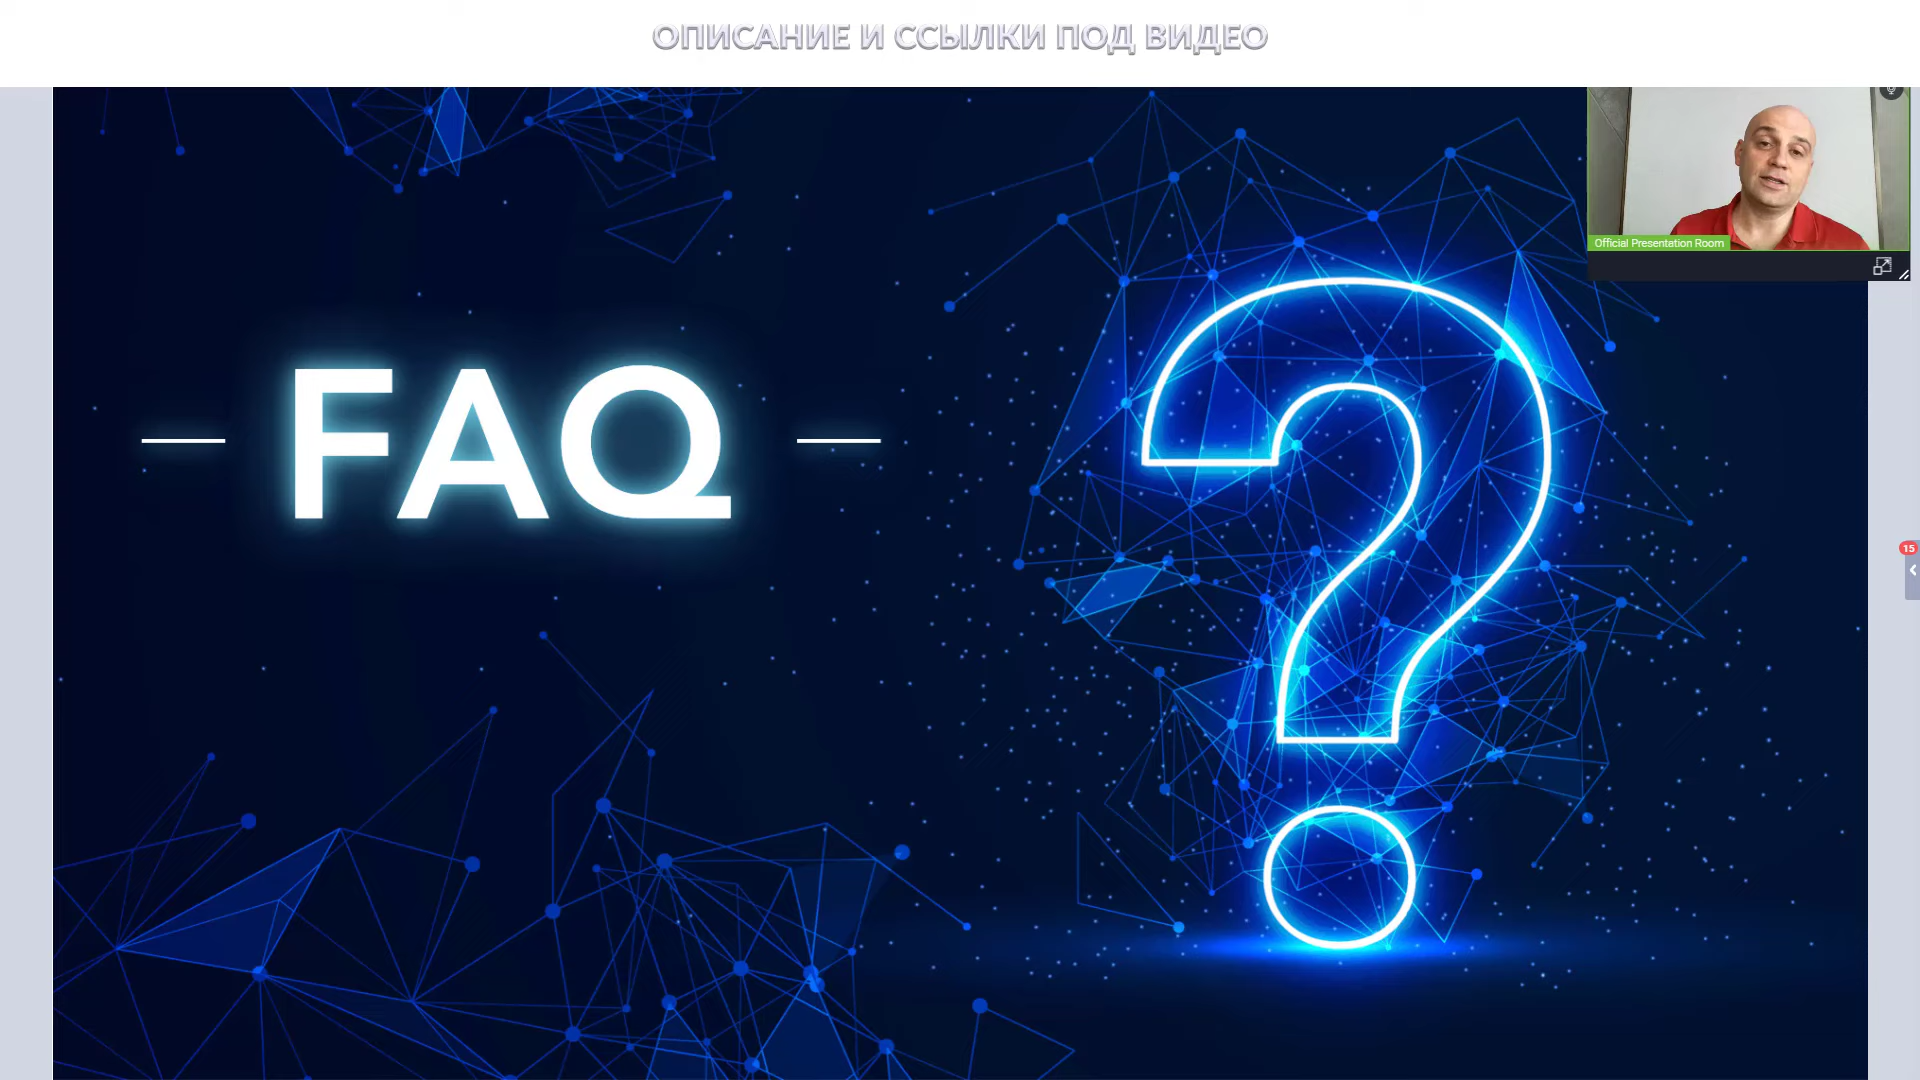 ОПИСАНИЕ И ССЫЛКИ ПОД ВИДЕО
Official Presentation Room
FAQ
15